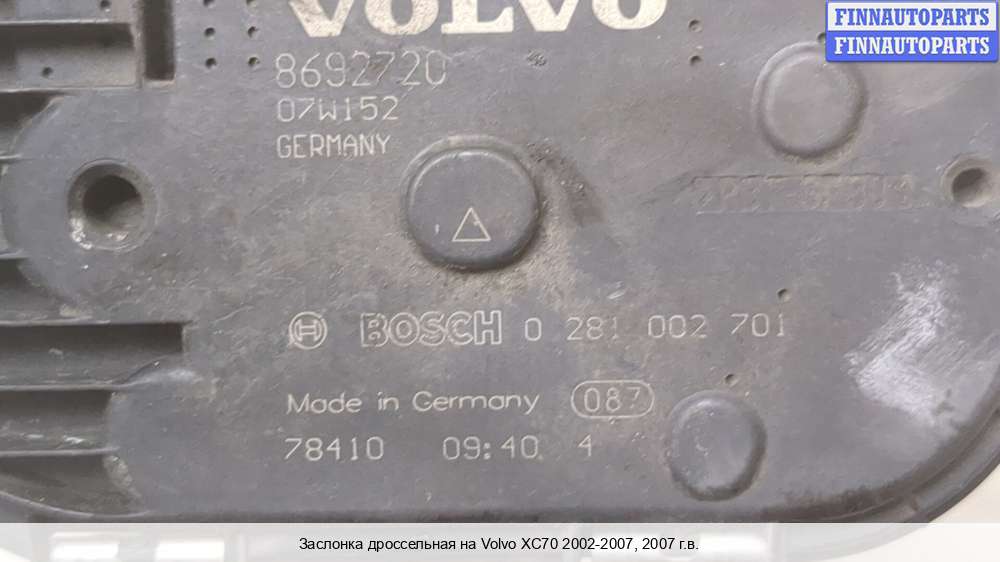 FINNAUTOPARTS
FINNAUTOPARTS
VOLVO
8692720
07W152
GERMANY
BOSCH 0 281 002 701
Made in Germany 087
78410 09:40 4
Заслонка дроссельная на Volvo XC70 2002-2007, 2007 г.в.